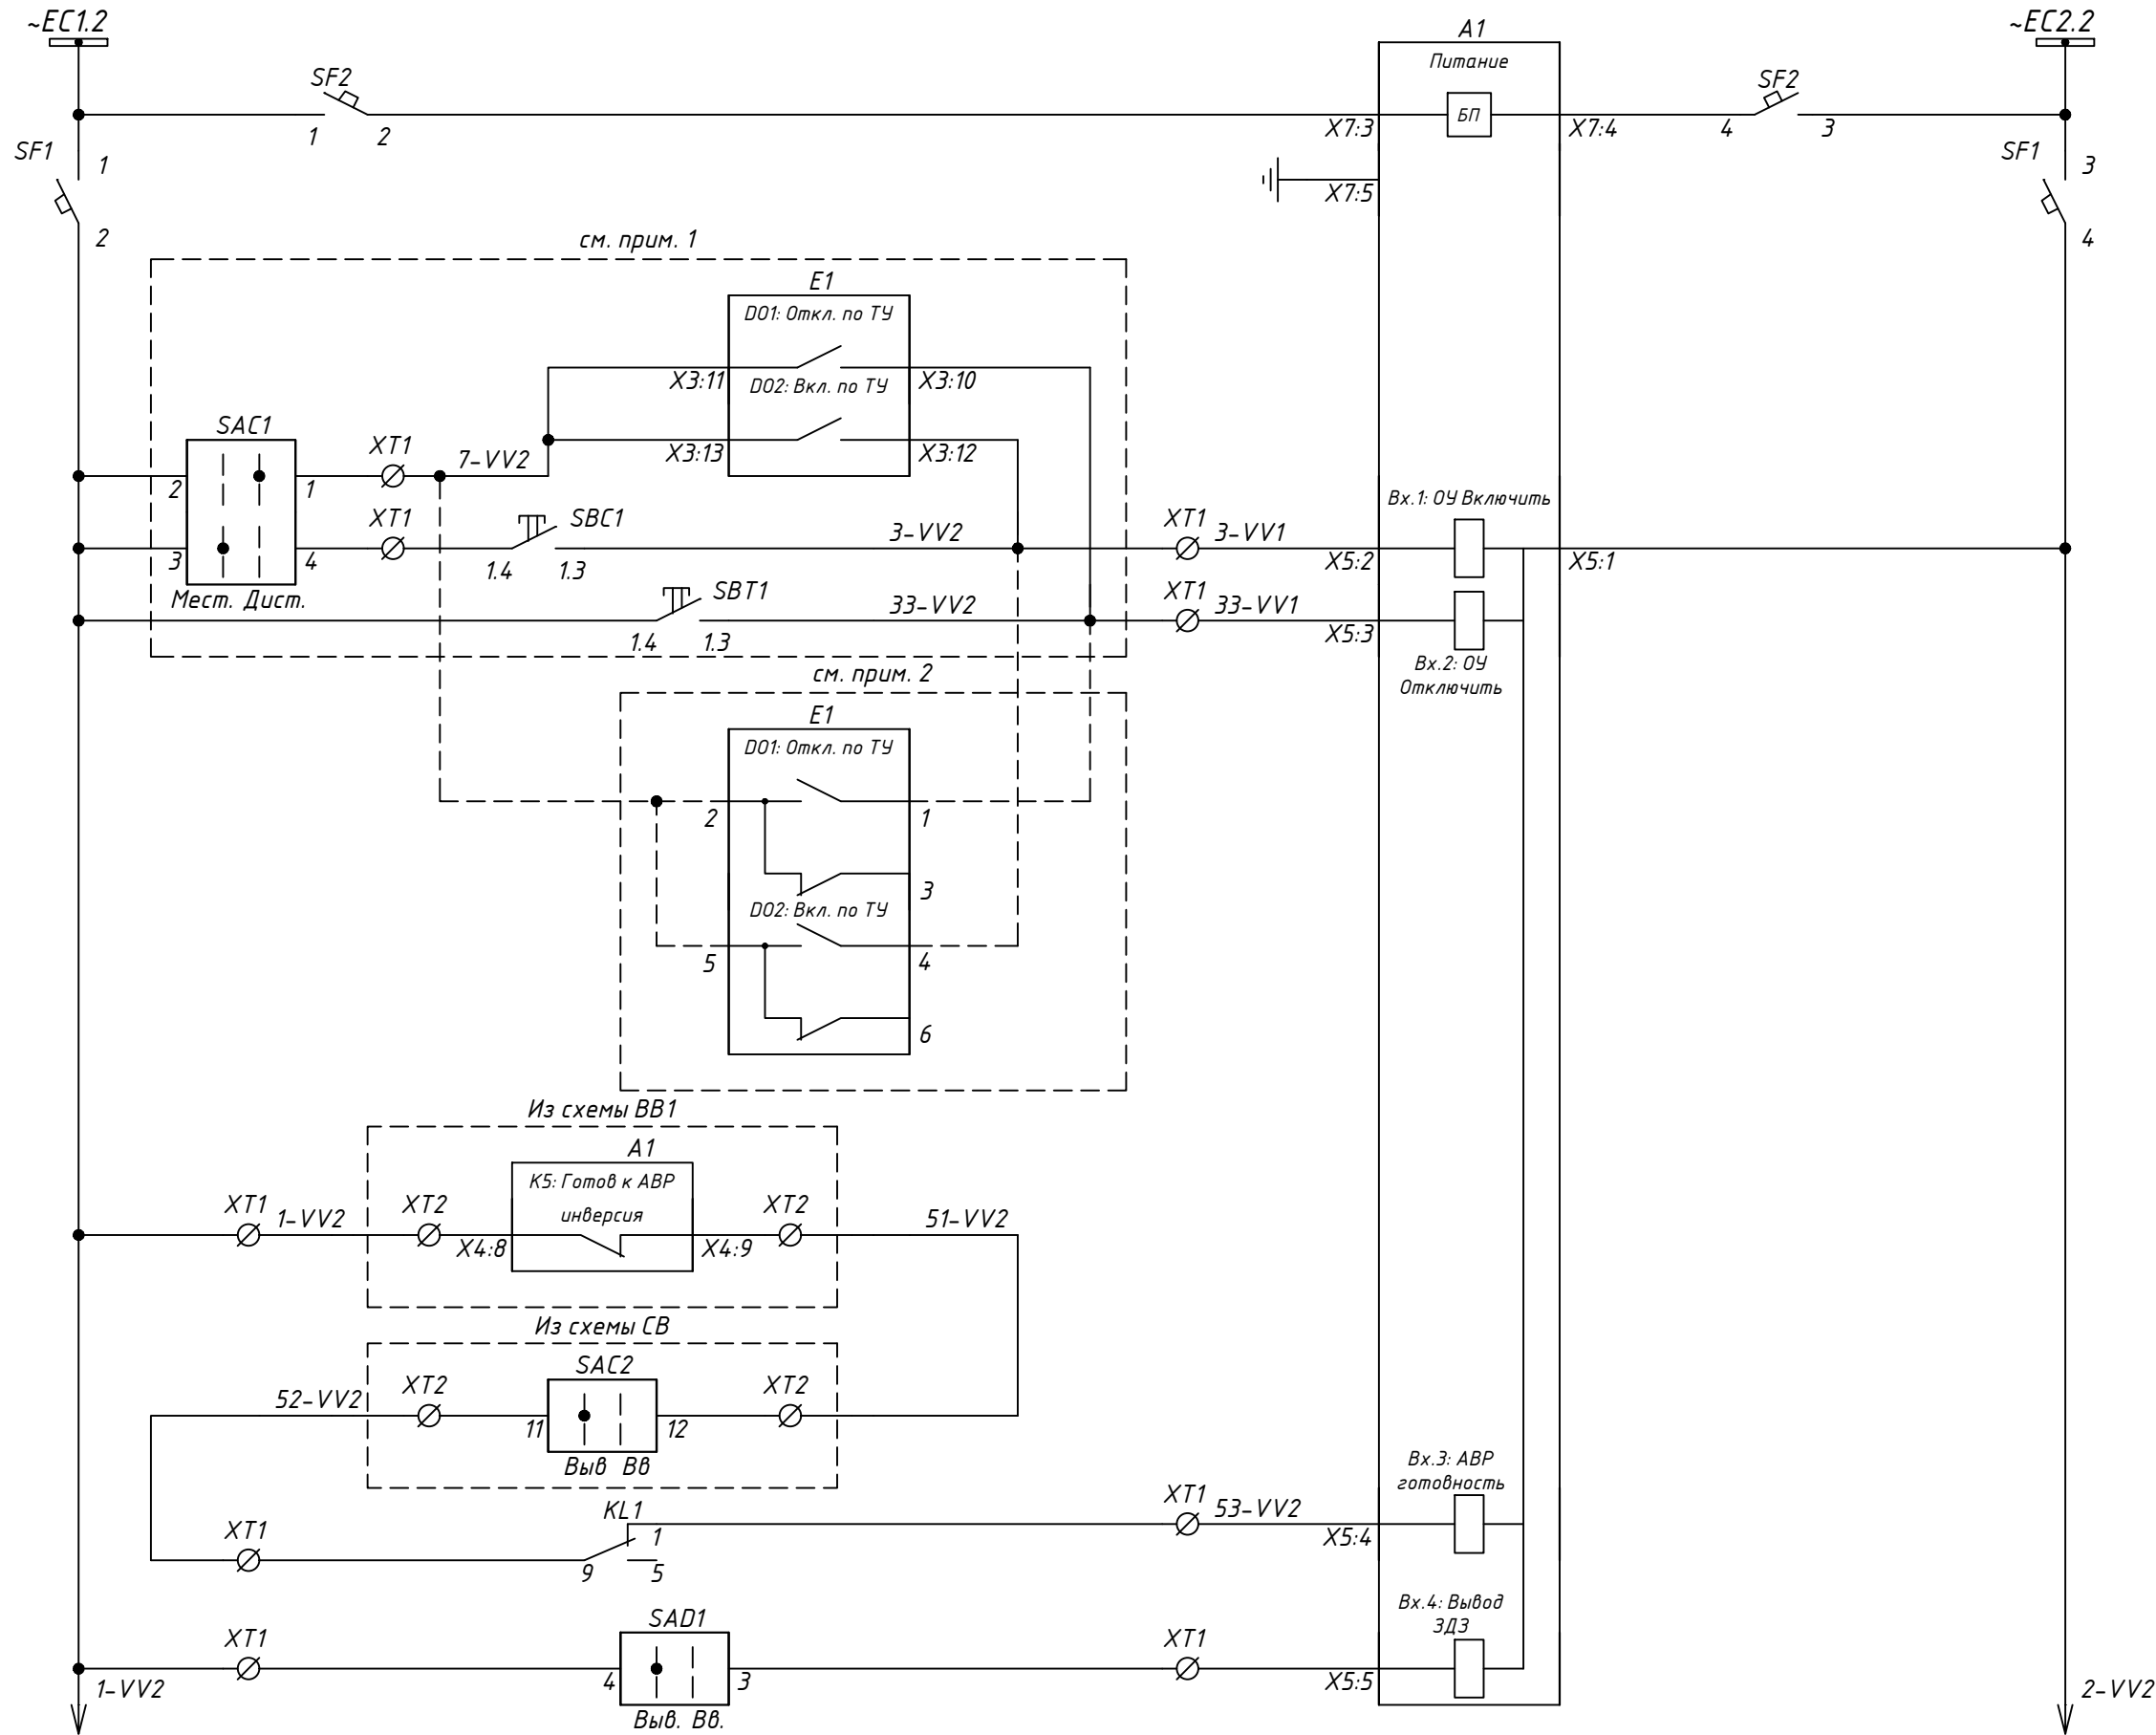 ~EC1.2
~EC2.2
A1
Питание
SF2
SF2
БП
1
2
X7:3
X7:4
4
3
SF1
1
SF1
3
X7:5
2
4
см. прим. 1
E1
DO1: Откл. по ТУ
X3:11
DO2: Вкл. по ТУ
X3:10
SAC1
XT1
7-VV2
X3:13
X3:12
2
1
Вх.1: ОУ Включить
XT1
SBC1
3-VV2
XT1
3-VV1
3
4
1.4
1.3
X5:2
X5:1
Мест. Дист.
SBT1
33-VV2
XT1
33-VV1
1.4
1.3
X5:3
Вх.2: ОУ
Отключить
см. прим. 2
E1
DO1: Откл. по ТУ
2
1
3
DO2: Вкл. по ТУ
5
4
6
Из схемы ВВ1
A1
K5: Готов к АВР
инверсия
XT1
1-VV2
XT2
XT2
51-VV2
X4:8
X4:9
Из схемы СВ
SAC2
52-VV2
XT2
XT2
11
12
Выв Вв
Вх.3: АВР
готовность
KL1
XT1
53-VV2
XT1
1
X5:4
9
5
Вх.4: Вывод
ЗДЗ
SAD1
XT1
XT1
4
3
X5:5
1-VV2
2-VV2
Выв. Вв.